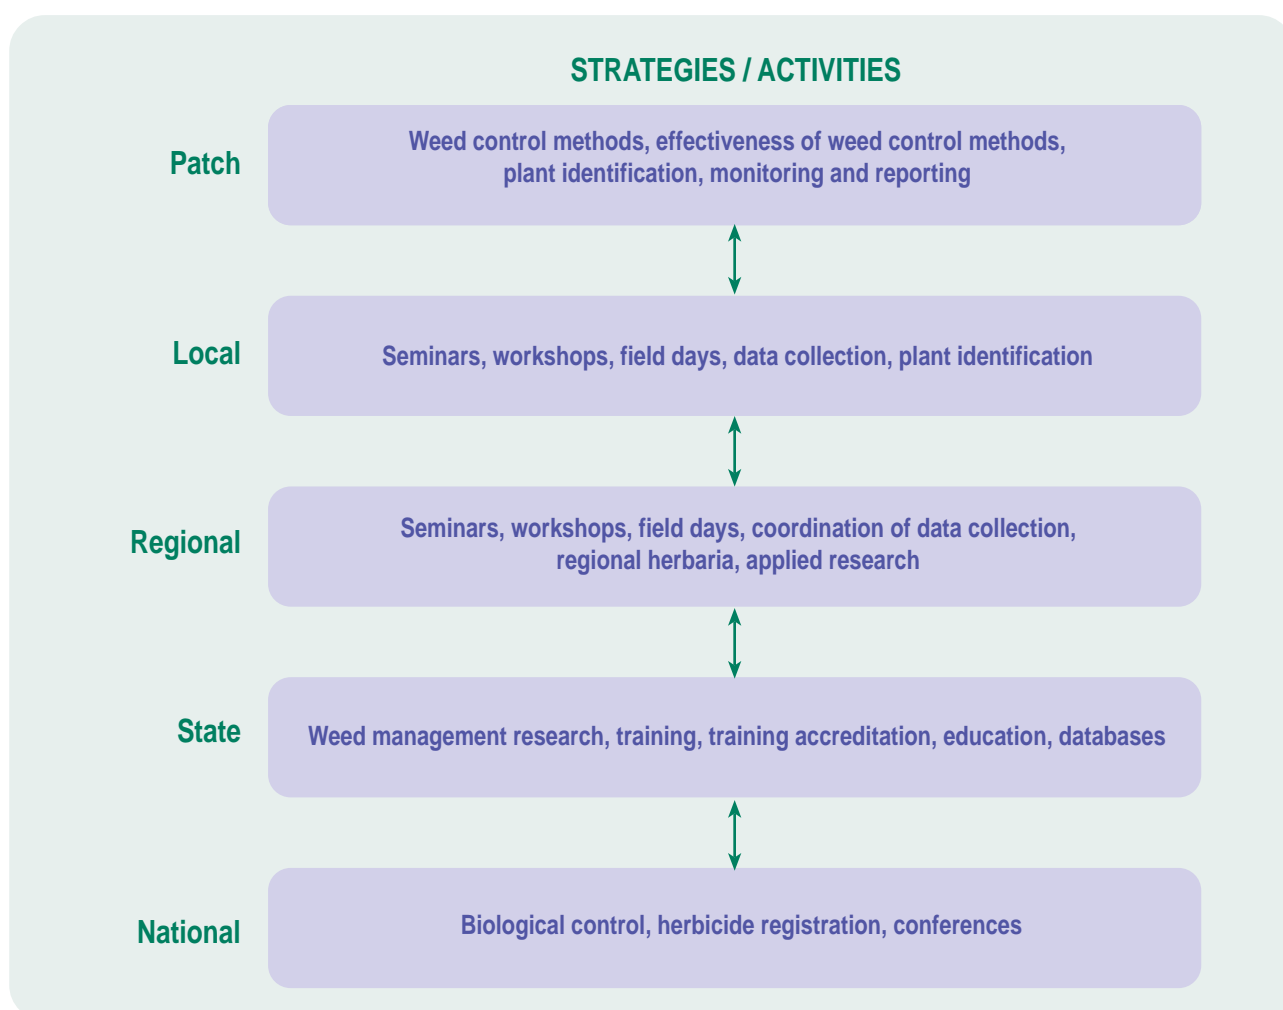 STRATEGIES / ACTIVITIES
Patch
Weed control methods, effectiveness of weed control methods,
plant identification, monitoring and reporting
Local
Seminars, workshops, field days, data collection, plant identification
Regional
Seminars, workshops, field days, coordination of data collection,
regional herbaria, applied research
State
Weed management research, training, training accreditation, education, databases
National
Biological control, herbicide registration, conferences